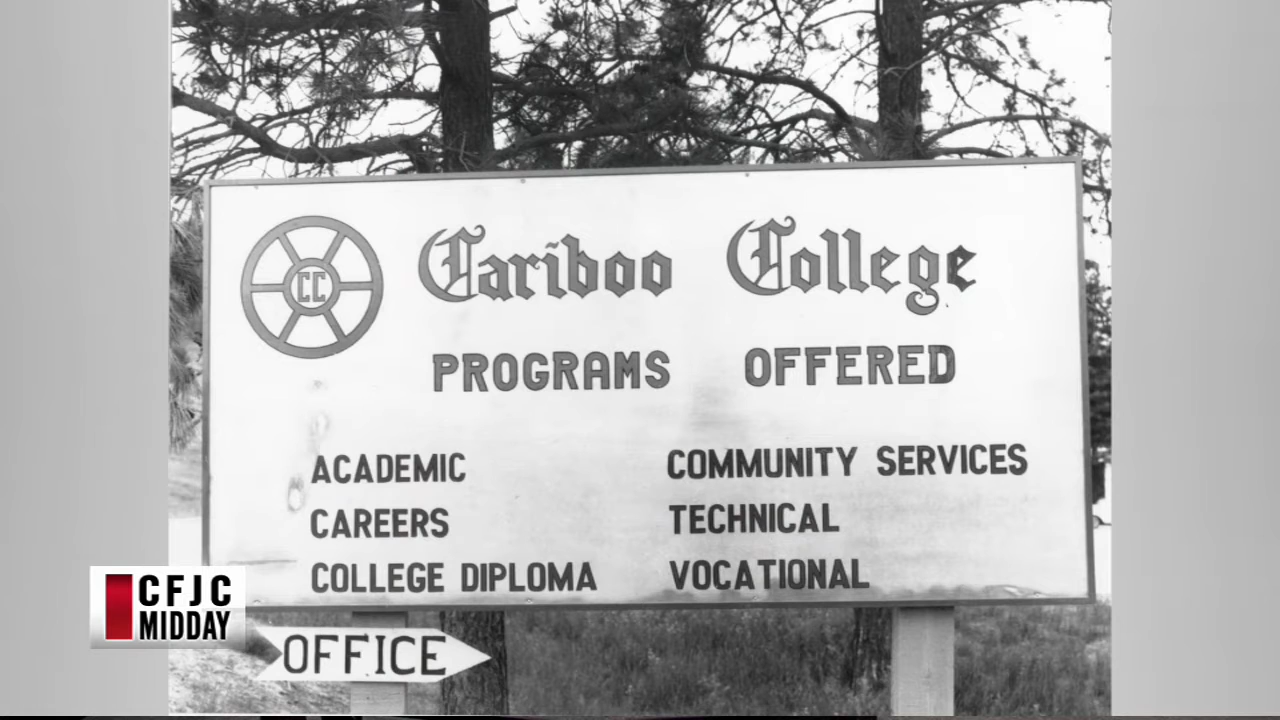 CC
Cariboo College
PROGRAMS OFFERED
ACADEMIC
CAREERS
COLLEGE DIPLOMA
COMMUNITY SERVICES
TECHNICAL
VOCATIONAL
OFFICE
CFJC
MIDDAY